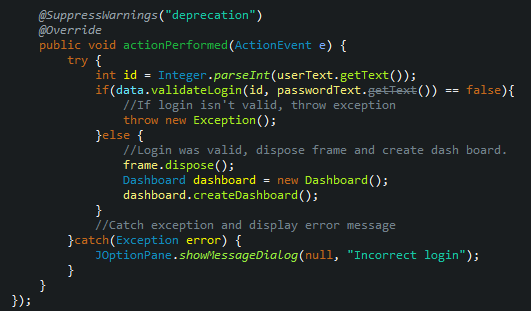 @SuppressWarnings("deprecation")
@Override
public void actionPerformed(ActionEvent e) {
try {
int id = Integer.parseInt(userText.getText());
if(data.validateLogin(id, passwordText.getText()) == false){
//If login isn't valid, throw exception
throw new Exception();
}else {
//Login was valid, dispose frame and create dash board.
frame.dispose();
Dashboard dashboard = new Dashboard();
dashboard.createDashboard();
}
//Catch exception and display error message
}catch(Exception error) {
JOptionPane.showMessageDialog(null, "Incorrect login");
}
}
});